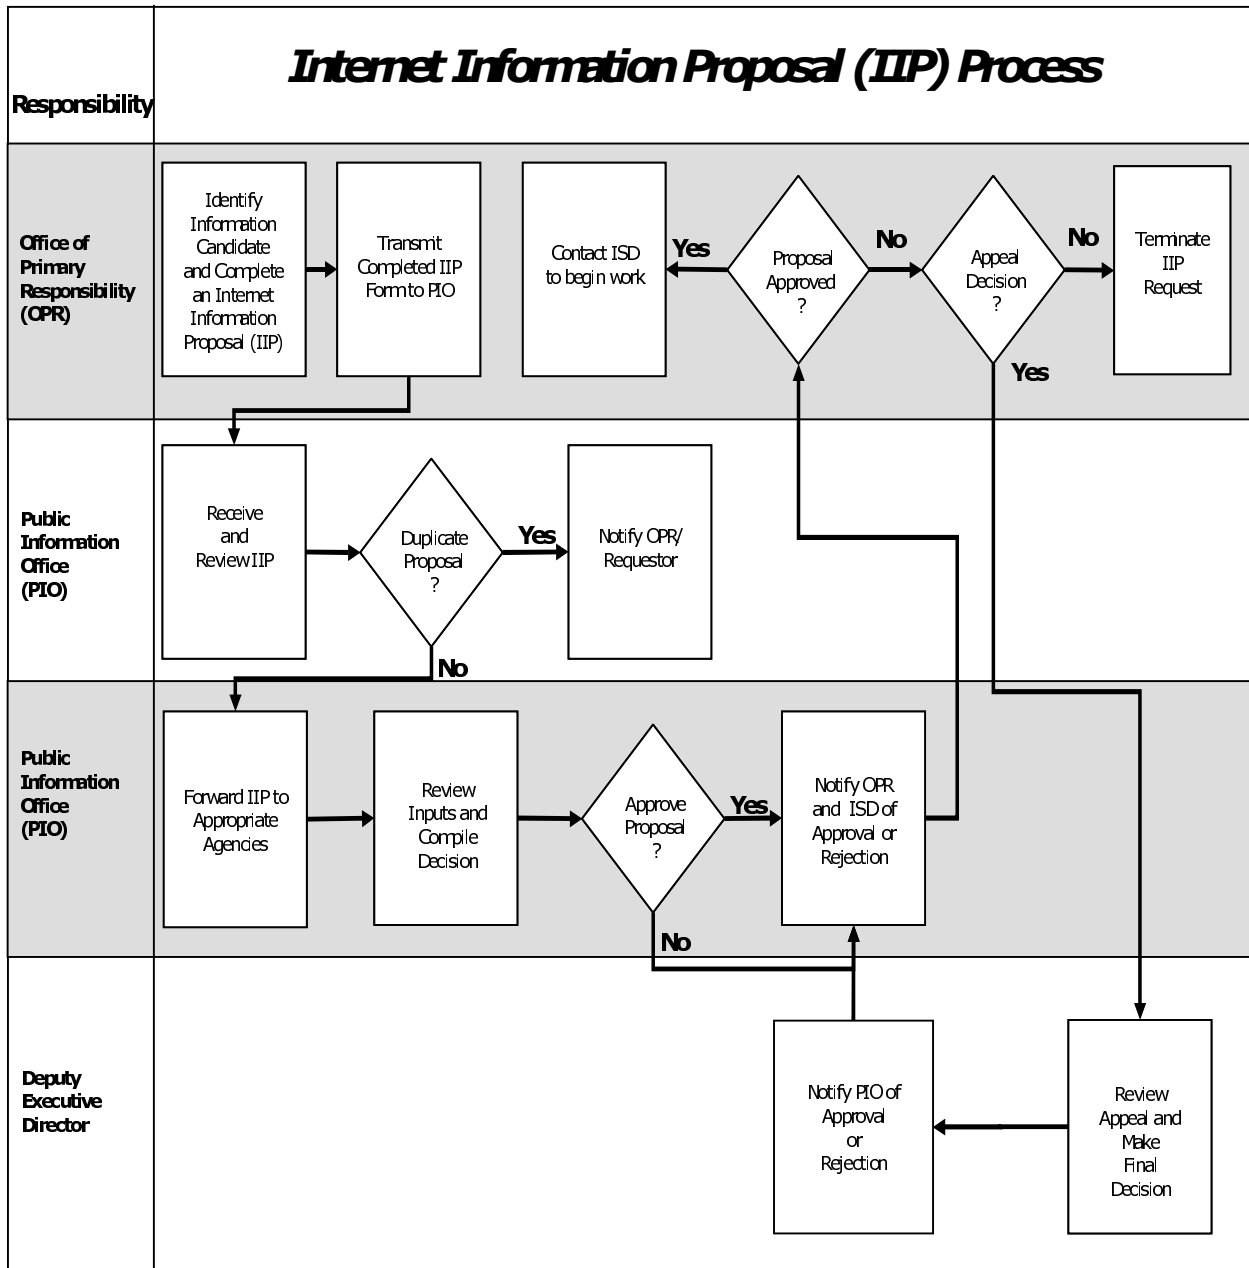 Internet Information Proposal (IIP) Process
Responsibility
Office of
Primary
Responsibility
(OPR)
Identify
Information
Candidate
and Complete
an Internet
Information
Proposal (IIP)
Transmit
Completed IIP
Form to PIO
Contact ISD
to begin work
Yes
Proposal
Approved
?
No
Appeal
Decision
?
No
Terminate
IIP
Request
Yes
Public
Information
Office
(PIO)
Receive
and
Review IIP
Duplicate
Proposal
?
Yes
Notify OPR/
Requestor
No
Public
Information
Office
(PIO)
Forward IIP to
Appropriate
Agencies
Review
Inputs and
Compile
Decision
Approve
Proposal
?
Yes
Notify OPR
and ISD of
Approval or
Rejection
No
Deputy
Executive
Director
Notify PIO of
Approval
or
Rejection
Review
Appeal and
Make
Final
Decision